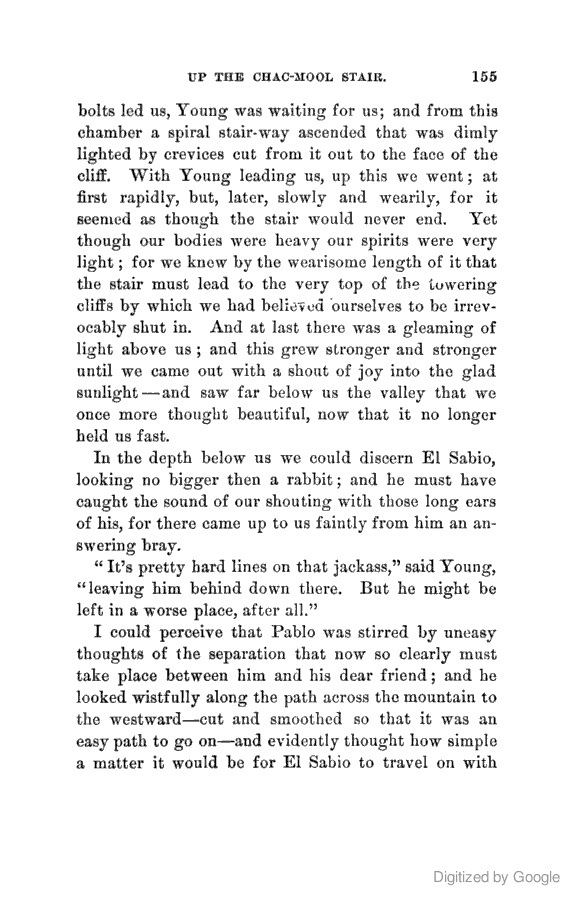 UP THE CHAC-MOOL STAIR. 155
bolts led us, Young was waiting for us; and from this
chamber a spiral stair-way ascended that was dimly
lighted by crevices cut from it out to the face of the
cliff. With Young leading us, up this we went; at
first rapidly, but, later, slowly and wearily, for it
seemed as though the stair would never end. Yet
though our bodies were heavy our spirits were very
light; for we knew by the wearisome length of it that
the stair must lead to the very top of the towering
cliffs by which we had believed ourselves to be irrev-
ocably shut in. And at last there was a gleaming of
light above us; and this grew stronger and stronger
until we came out with a shout of joy into the glad
sunlight—and saw far below us the valley that we
once more thought beautiful, now that it no longer
held us fast.
In the depth below us we could discern El Sabio,
looking no bigger then a rabbit; and he must have
caught the sound of our shouting with those long ears
of his, for there came up to us faintly from him an an-
swering bray.
“It's pretty hard lines on that jackass,” said Young,
“leaving him behind down there. But he might be
left in a worse place, after all.”
I could perceive that Pablo was stirred by uneasy
thoughts of the separation that now so clearly must
take place between him and his dear friend; and he
looked wistfully along the path across the mountain to
the westward—cut and smoothed so that it was an
easy path to go on—and evidently thought how simple
a matter it would be for El Sabio to travel on with
Digitized by Google